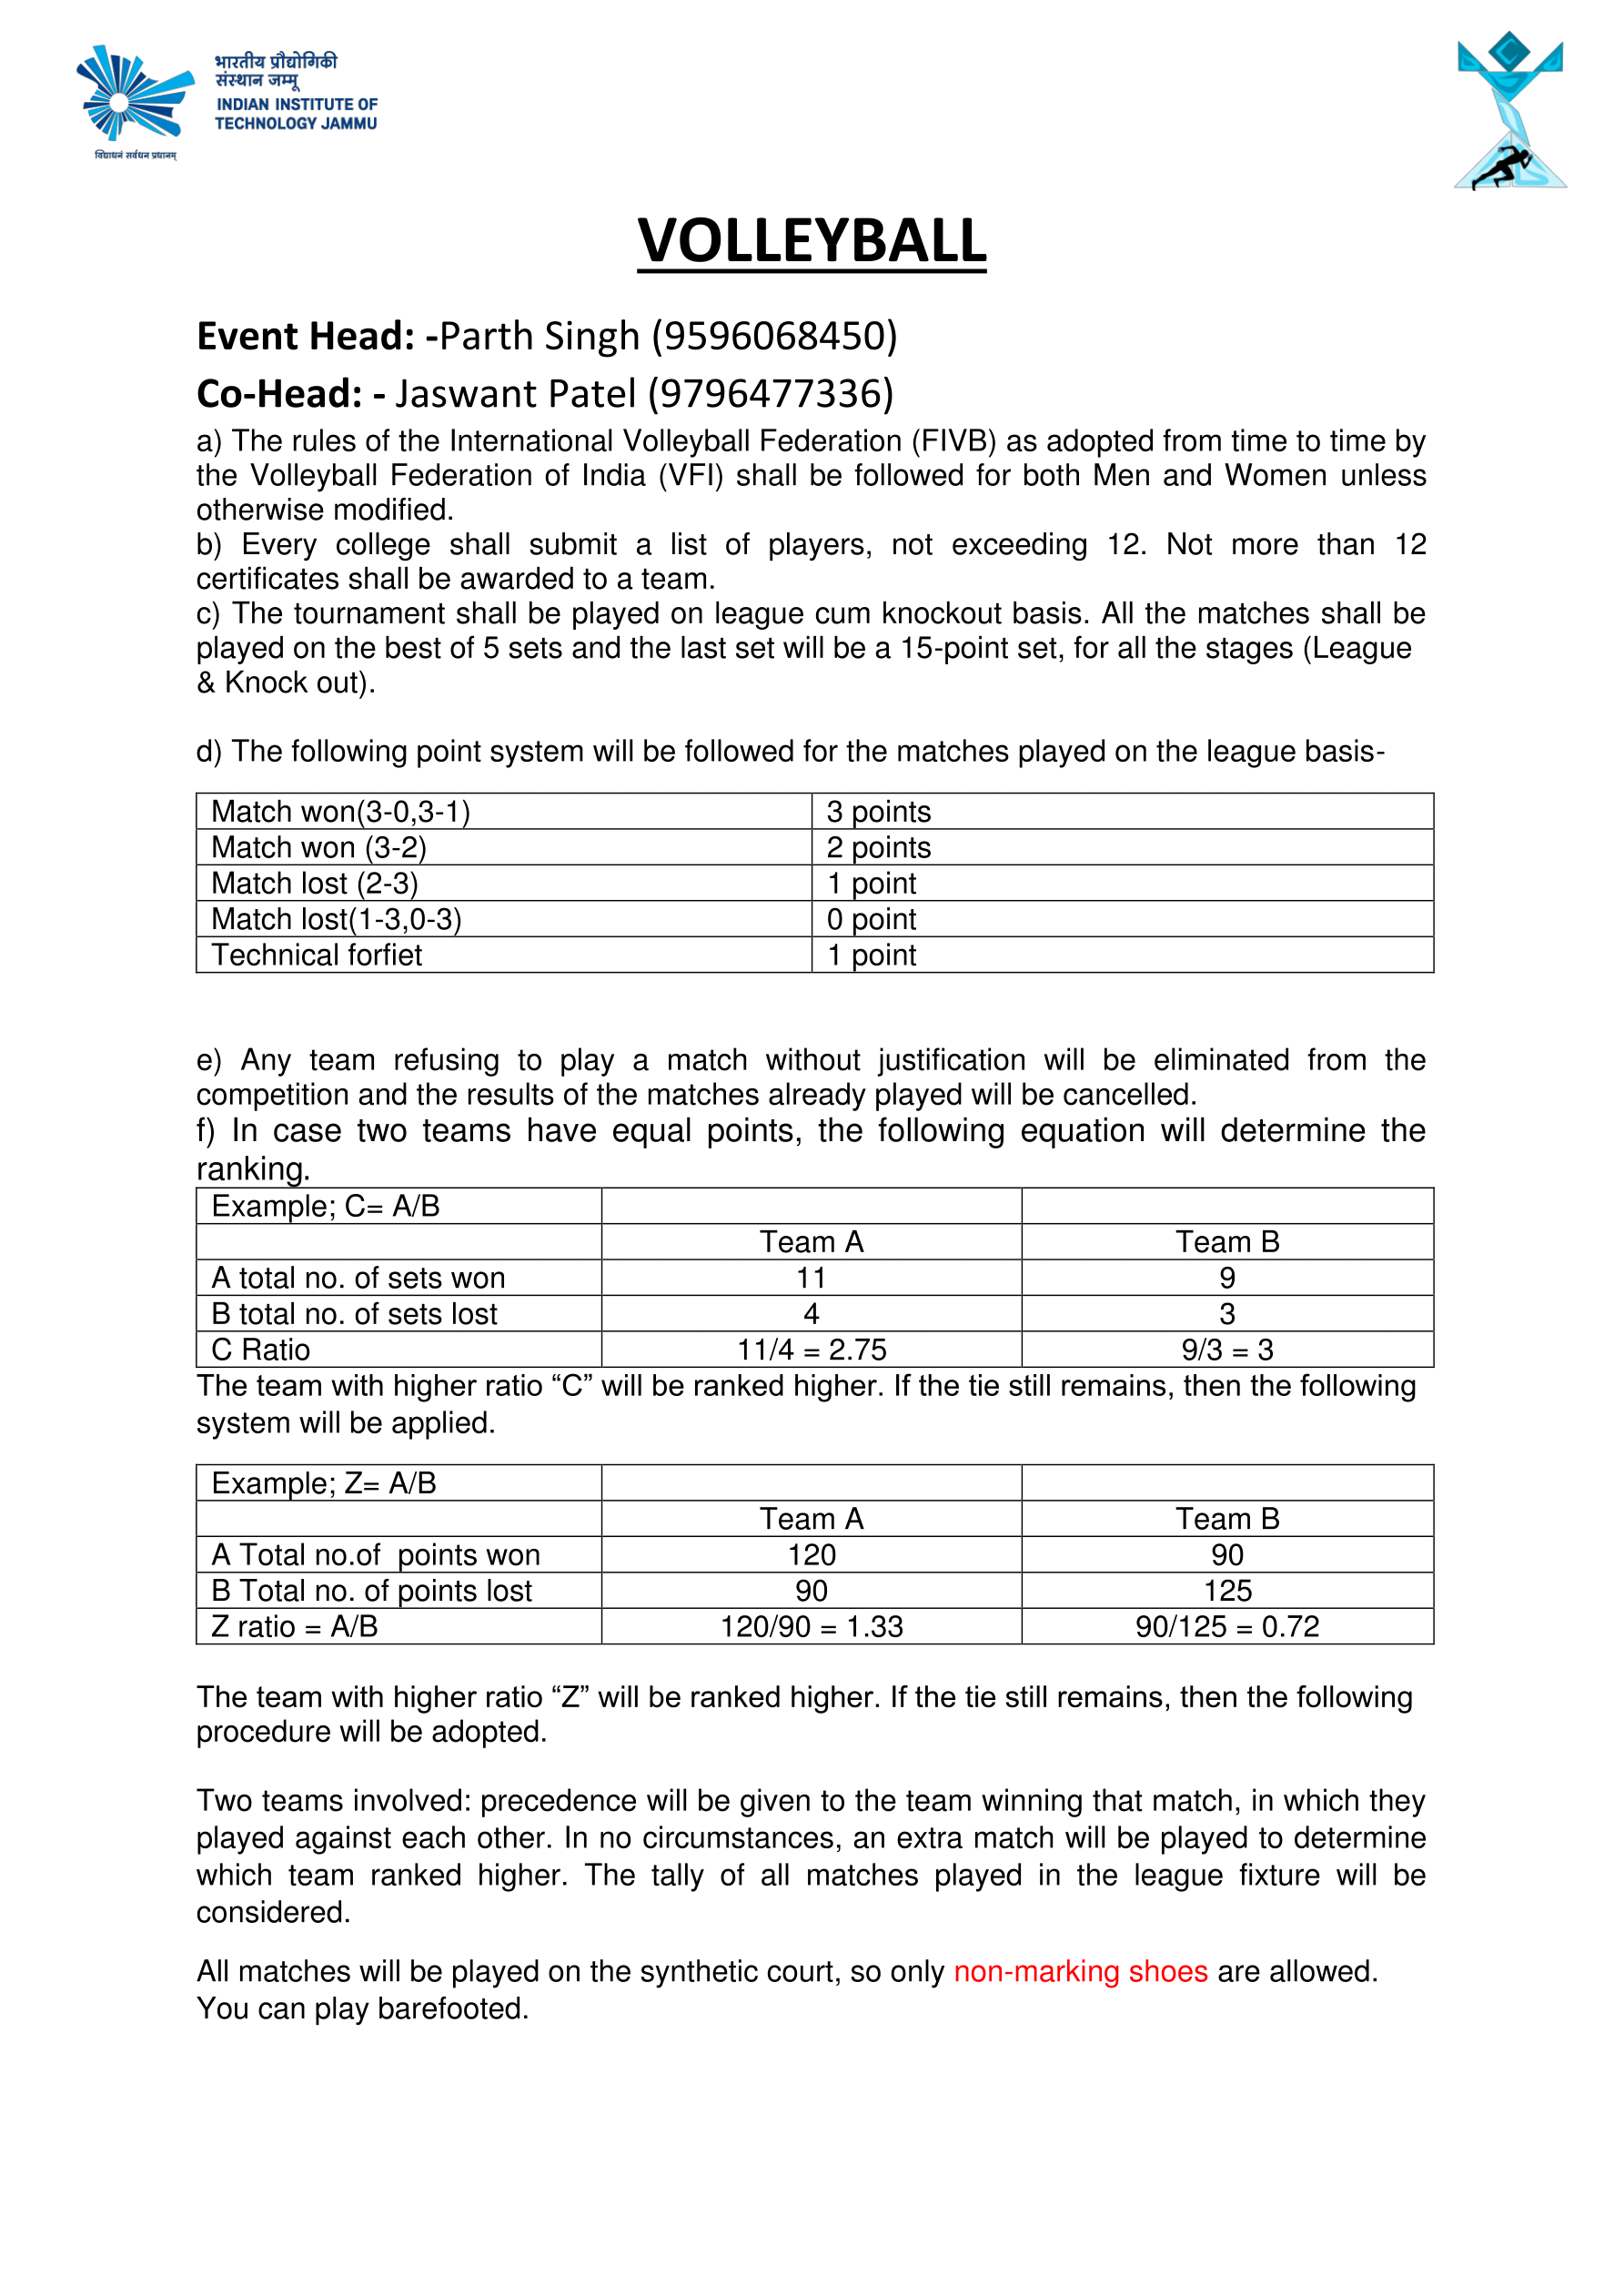 भारतीय प्रौद्योगिकी
संस्थान जम्मू
INDIAN INSTITUTE OF
TECHNOLOGY JAMMU
विद्याधनं सर्वधन प्रधानम्
VOLLEYBALL
Event Head: -Parth Singh (9596068450)
Co-Head: - Jaswant Patel (9796477336)
a) The rules of the International Volleyball Federation (FIVB) as adopted from time to time by
the Volleyball Federation of India (VFI) shall be followed for both Men and Women unless
otherwise modified.
b) Every college shall submit a list of players, not exceeding 12. Not more than 12
certificates shall be awarded to a team.
c) The tournament shall be played on league cum knockout basis. All the matches shall be
played on the best of 5 sets and the last set will be a 15-point set, for all the stages (League
& Knock out).
d) The following point system will be followed for the matches played on the league basis-
Match won(3-0,3-1) 3 points
Match won (3-2) 2 points
Match lost (2-3) 1 point
Match lost(1-3,0-3) 0 point
Technical forfiet 1 point
e) Any team refusing to play a match without justification will be eliminated from the
competition and the results of the matches already played will be cancelled.
f) In case two teams have equal points, the following equation will determine the
ranking.
Example; C= A/B
Team A Team B
A total no. of sets won 11 9
B total no. of sets lost 4 3
C Ratio 11/4 = 2.75 9/3 = 3
The team with higher ratio “C” will be ranked higher. If the tie still remains, then the following
system will be applied.
Example; Z= A/B
Team A Team B
A Total no.of  points won 120 90
B Total no. of points lost 90 125
Z ratio = A/B 120/90 = 1.33 90/125 = 0.72
The team with higher ratio “Z” will be ranked higher. If the tie still remains, then the following
procedure will be adopted.
Two teams involved: precedence will be given to the team winning that match, in which they
played against each other. In no circumstances, an extra match will be played to determine
which team ranked higher. The tally of all matches played in the league fixture will be
considered.
All matches will be played on the synthetic court, so only non-marking shoes are allowed.
You can play barefooted.